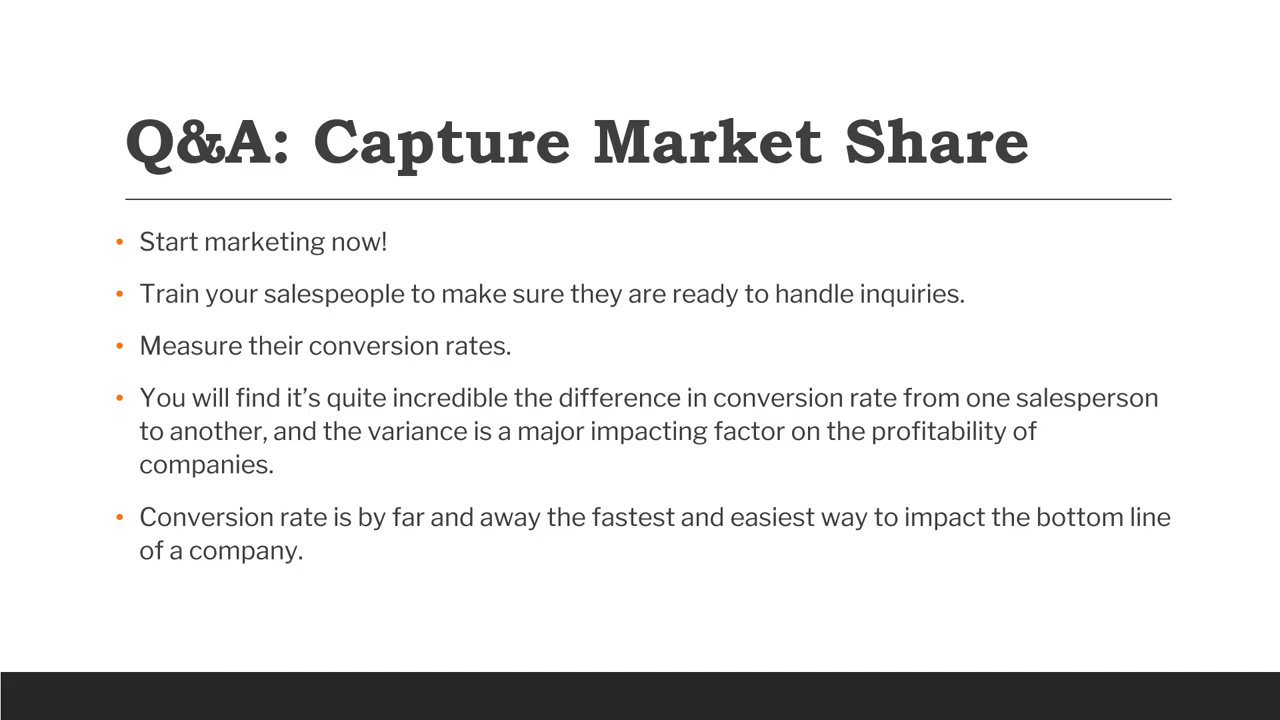 Q&A: Capture Market Share
• Start marketing now!
• Train your salespeople to make sure they are ready to handle inquiries.
• Measure their conversion rates.
• You will find it’s quite incredible the difference in conversion rate from one salesperson
to another, and the variance is a major impacting factor on the profitability of
companies.
• Conversion rate is by far and away the fastest and easiest way to impact the bottom line
of a company.